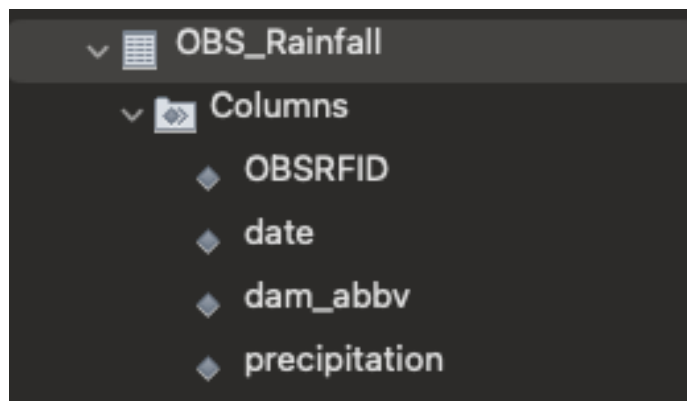 OBS_Rainfall
Columns
OBSRFID
date
dam_abbv
precipitation